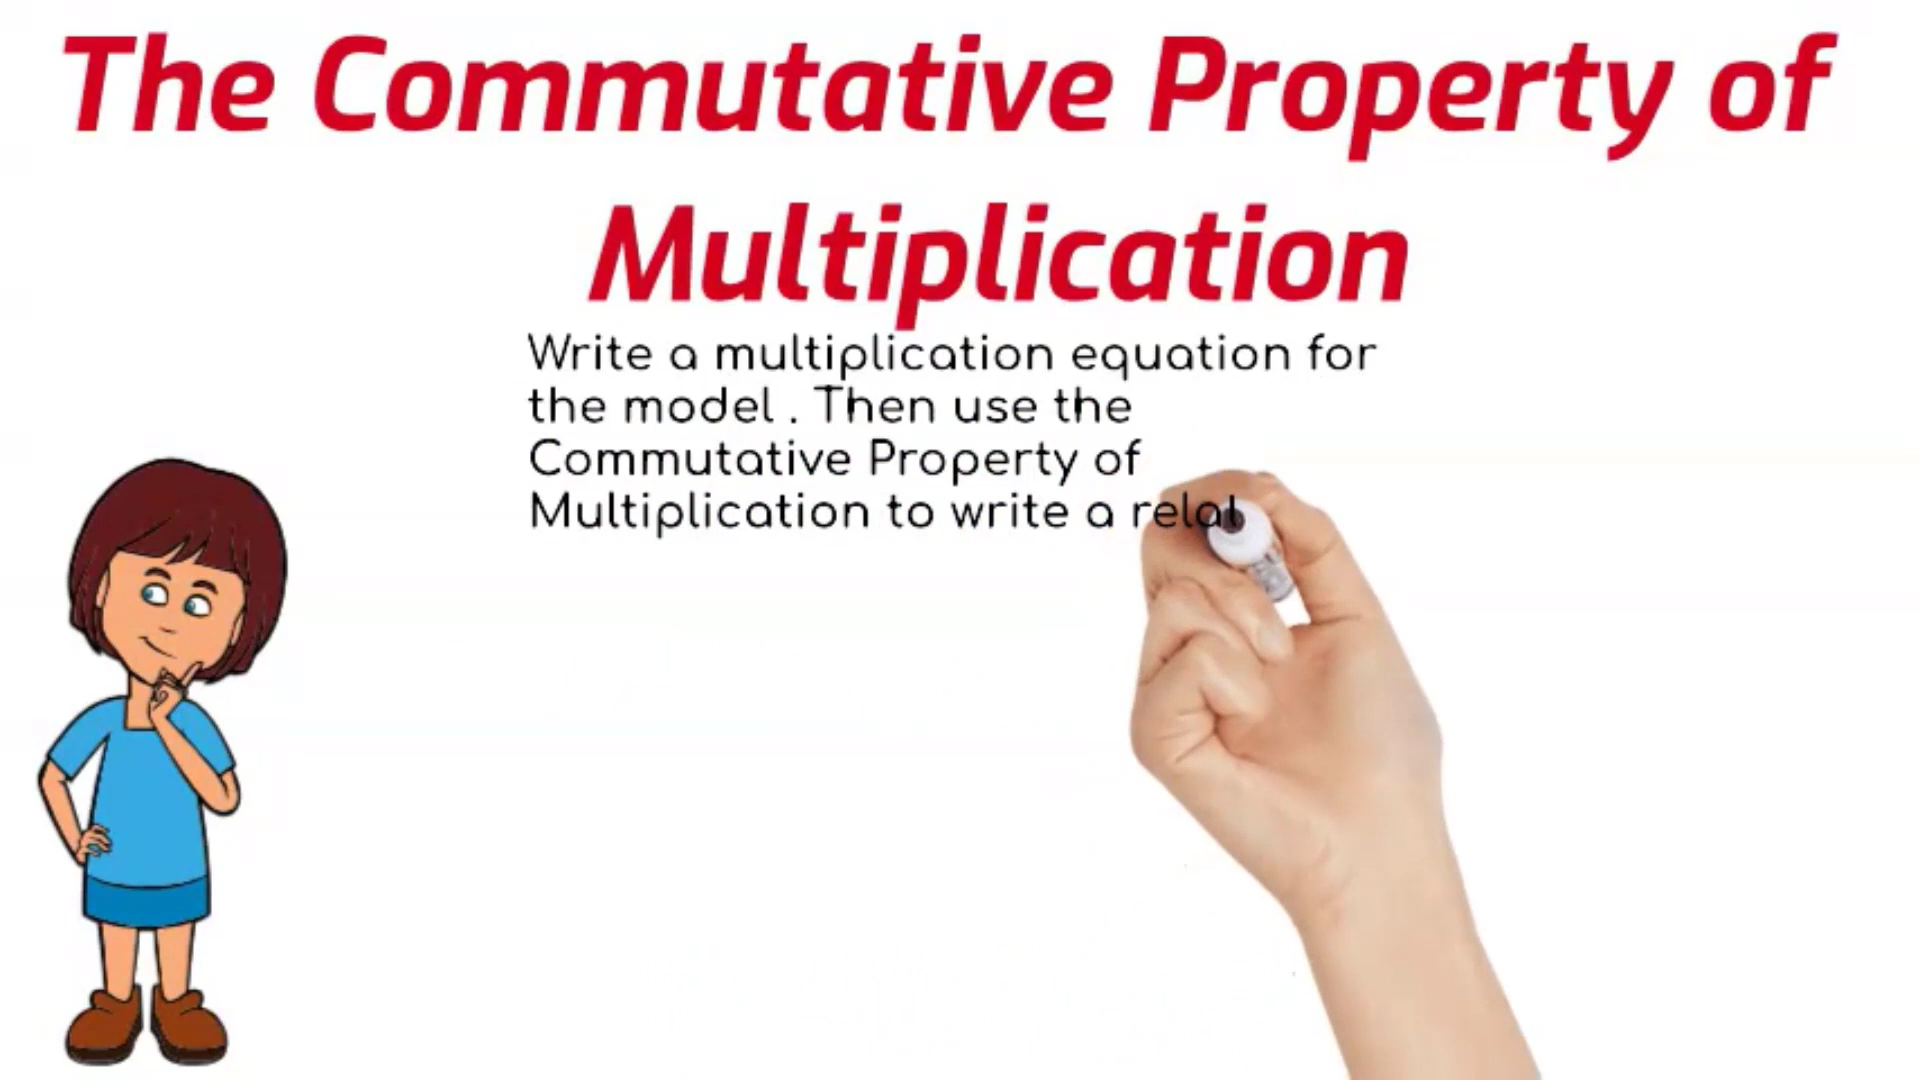 The Commutative Property of
Multiplication
Write a multiplication equation for
the model . Then use the
Commutative Property of
Multiplication to write a